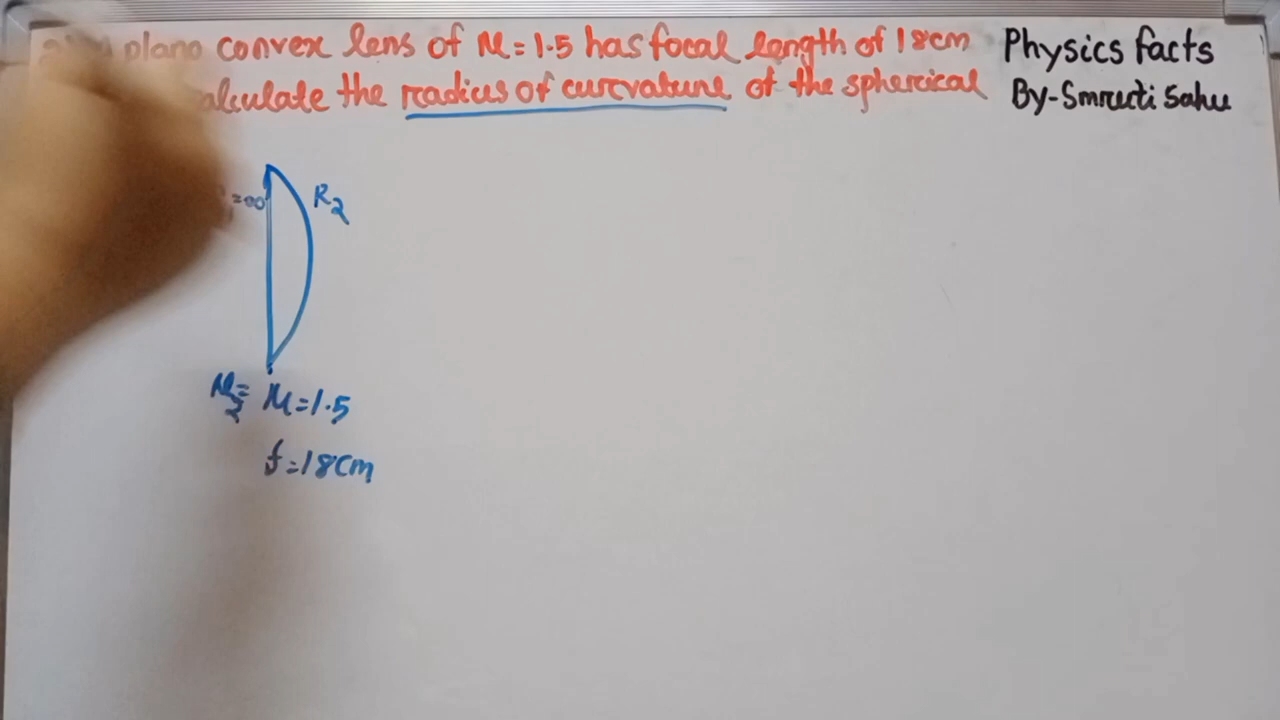 plano convex lens of M = 1.5 has focal length of 18cm
alculate the radius of curvature of the spherical
Physics facts
By-Smruti Sahu
=∞
R2
M2= M=1.5
f=18cm